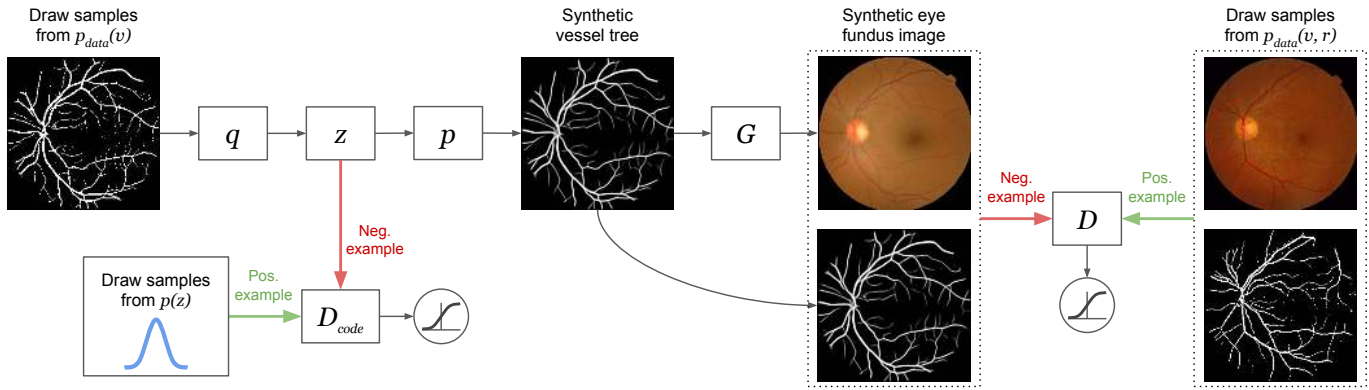 Draw samples
from p_data(v)
Synthetic
vessel tree
Synthetic eye
fundus image
Draw samples
from p_data(v, r)
q
z
p
G
Neg.
example
Pos.
example
D
Neg.
example
Draw samples
from p(z)
Pos.
example
D_code